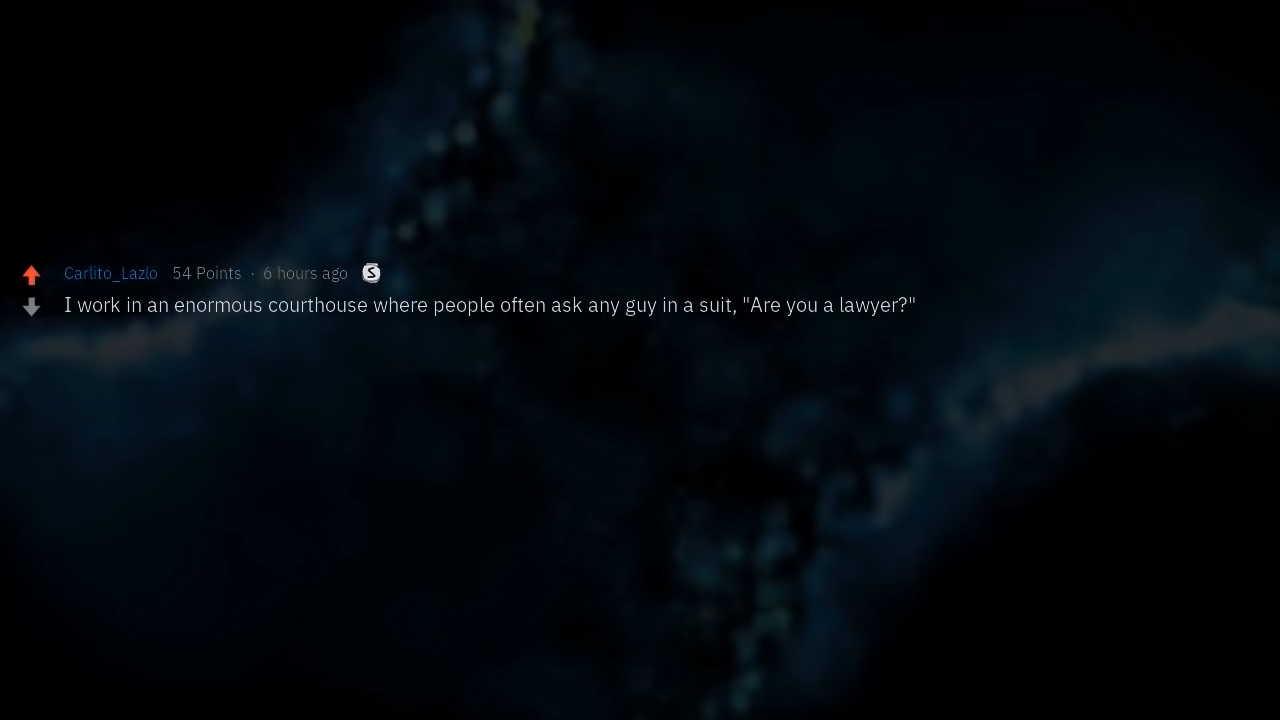 Carlito_Lazlo 54 Points · 6 hours ago S
I work in an enormous courthouse where people often ask any guy in a suit, "Are you a lawyer?"